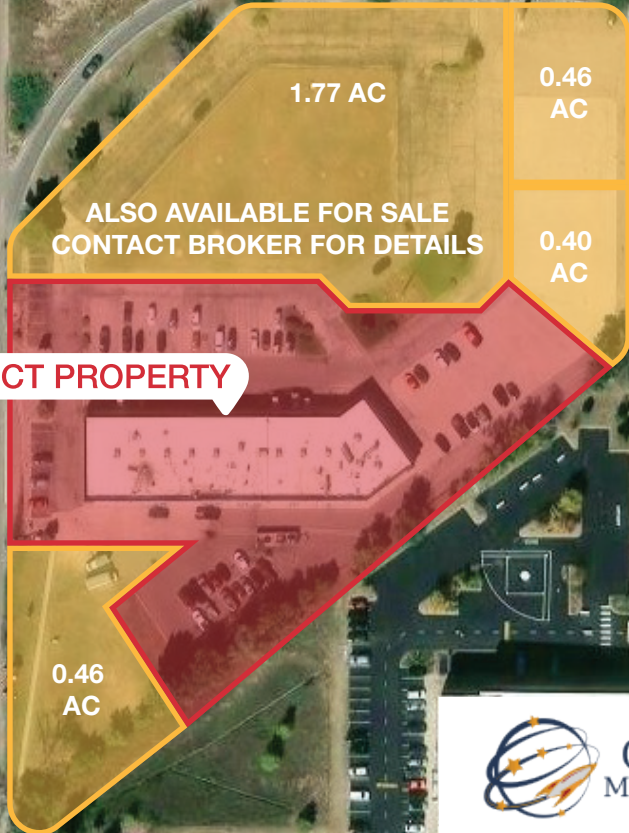 1.77 AC
0.46
AC
ALSO AVAILABLE FOR SALE
CONTACT BROKER FOR DETAILS
0.40
AC
CT PROPERTY
0.46
AC